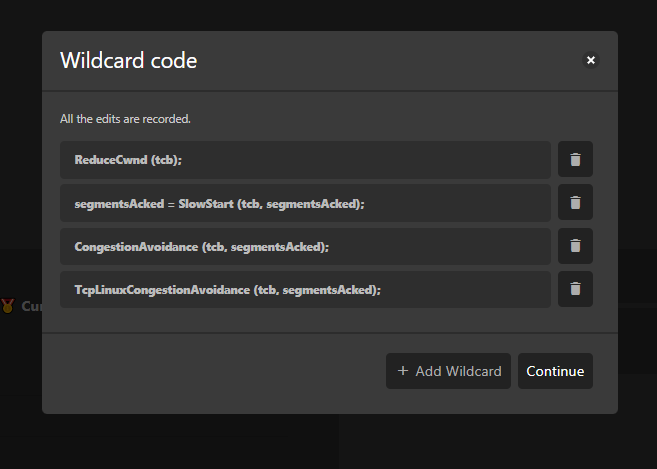 Wildcard code
All the edits are recorded.
ReduceCwnd (tcb);
segmentsAcked = SlowStart (tcb, segmentsAcked);
CongestionAvoidance (tcb, segmentsAcked);
TcpLinuxCongestionAvoidance (tcb, segmentsAcked);
Cur
+ Add Wildcard
Continue